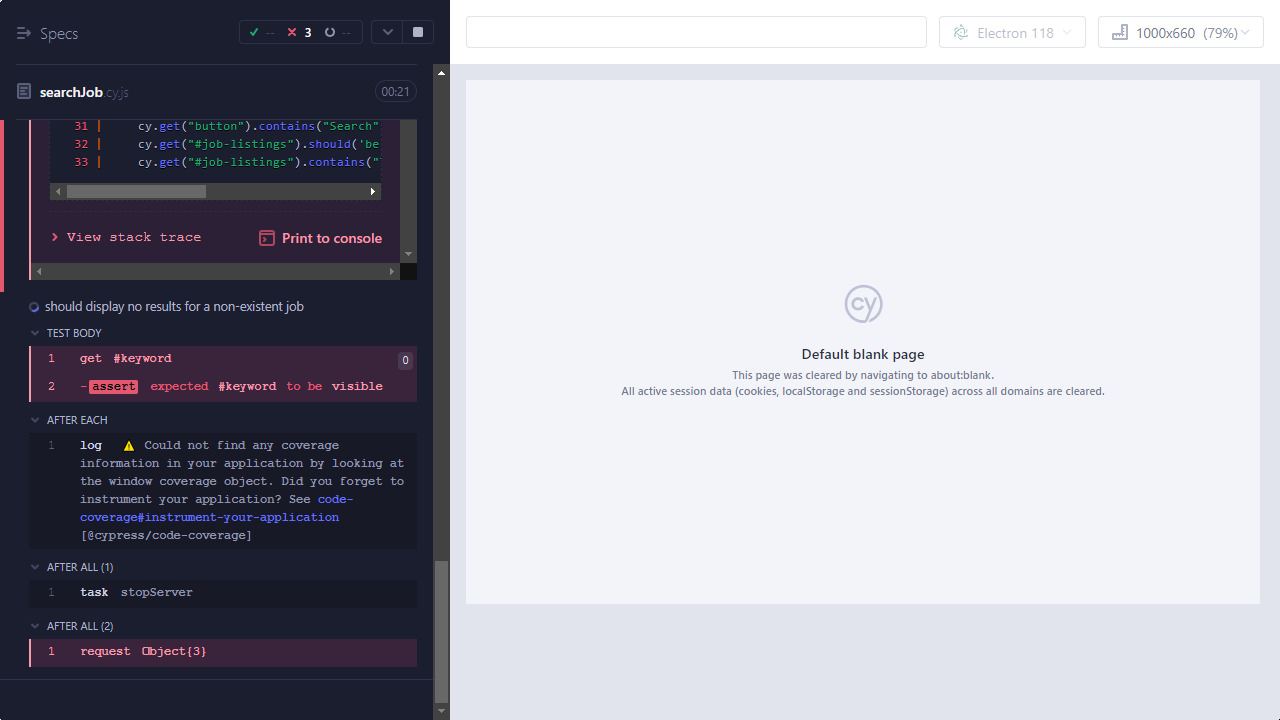 Specs
-- 3 --
Electron 118
1000x660 (79%)
searchJob.cy.js
00:21
31 | cy.get("button").contains("Search"
32 | cy.get("#job-listings").should('be
33 | cy.get("#job-listings").contains("
View stack trace
Print to console
should display no results for a non-existent job
TEST BODY
1 get #keyword 0
2 -assert expected #keyword to be visible
AFTER EACH
1 log ⚠ Could not find any coverage
information in your application by looking at
the window coverage object. Did you forget to
instrument your application? See code-
coverage#instrument-your-application
[@cypress/code-coverage]
AFTER ALL (1)
1 task stopServer
AFTER ALL (2)
1 request Object{3}
cy
Default blank page
This page was cleared by navigating to about:blank.
All active session data (cookies, localStorage and sessionStorage) across all domains are cleared.